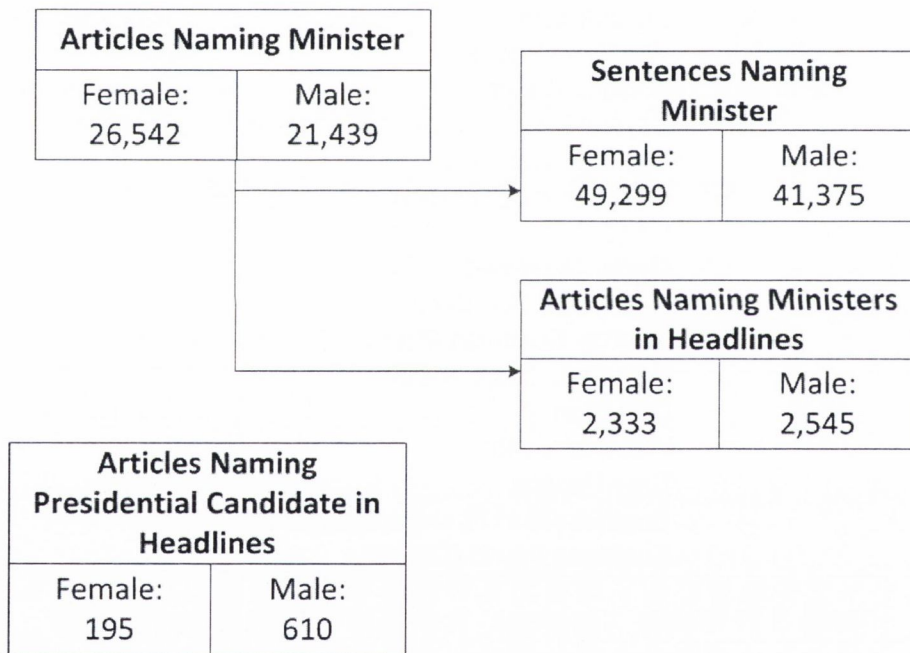 Articles Naming Minister
Female: Male:
26,542 21,439
Sentences Naming
Minister
Female: Male:
49,299 41,375
Articles Naming Ministers
in Headlines
Female: Male:
2,333 2,545
Articles Naming
Presidential Candidate in
Headlines
Female: Male:
195 610